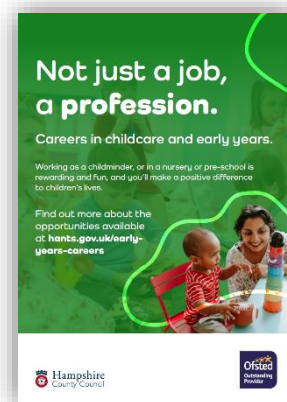 Not just a job,
a profession.
Careers in childcare and early years.
Working as a childminder, or in a nursery or pre-school is
rewarding and fun, and you'll make a positive difference
to children's lives.
Find out more about the
opportunities available
at hants.gov.uk/early-
years-careers
Hampshire
County Council
Ofsted
Outstanding
Provider